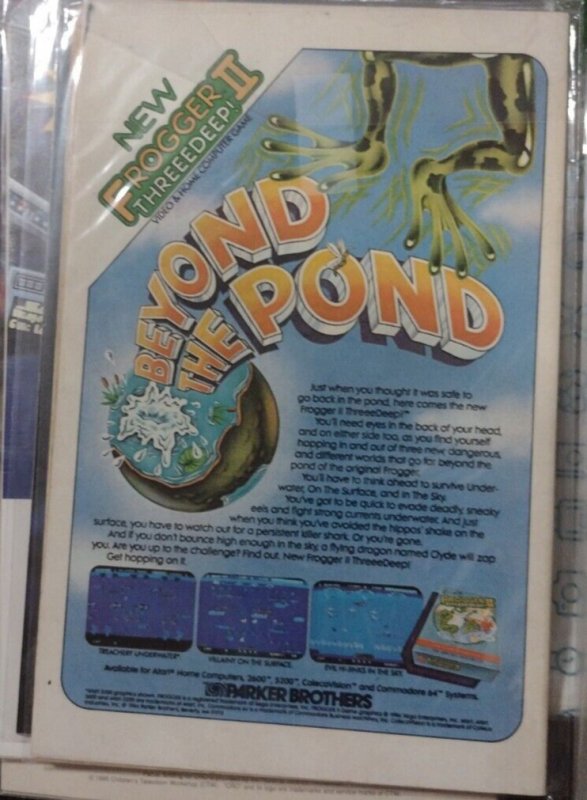 NEW
FROGGER II
THREEEDEEP!
VIDEO & HOME COMPUTER GAME
BEYOND
THE POND
Just when you thought it was safe to
go back in the pond, here comes the new
Frogger II ThreeeDeep!™
You'll need eyes in the back of your head,
and on either side too, as you find yourself
hopping in and out of three new dangerous,
and different worlds that go far beyond the
pond of the original Frogger.
You'll have to think ahead to survive Under-
water, On The Surface, and In The Sky.
You've got to be quick to evade deadly, sneaky
eels and fight strong currents underwater. And just
when you think you've avoided the hippos' snake on the
surface, you have to watch out for a persistent killer shark. Or you're gone.
And if you don't bounce high enough in the sky, a flying dragon named Clyde will zap
you. Are you up to the challenge? Find out. New Frogger II ThreeeDeep!
Get hopping on it.
TREACHERY UNDERWATER
VILLAINY ON THE SURFACE
EVIL HI-JINKS IN THE SKY
Available for Atari® Home Computers, 2600™, 5200™, ColecoVision™ and Commodore 64™ Systems.
PARKER BROTHERS